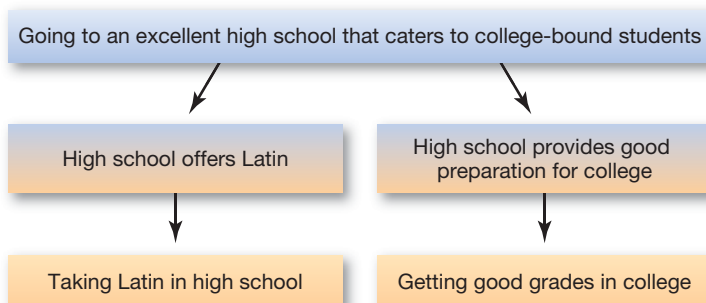 Going to an excellent high school that caters to college-bound students
High school offers Latin
High school provides good
preparation for college
Taking Latin in high school
Getting good grades in college